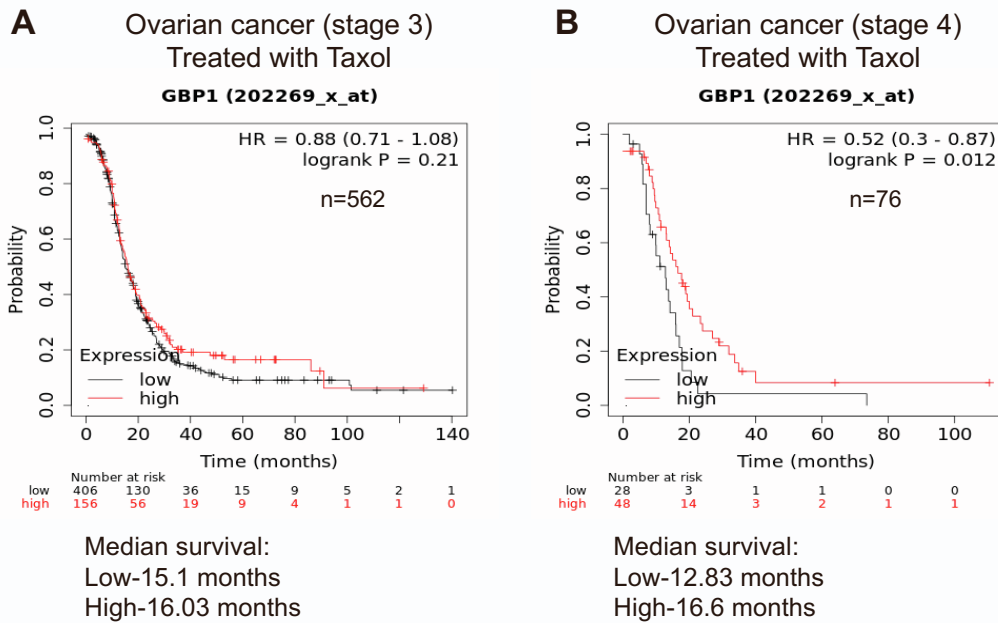 A
Ovarian cancer (stage 3)
Treated with Taxol
GBP1 (202269_x_at)
HR = 0.88 (0.71 - 1.08)
logrank P = 0.21
n=562
Probability
1.0
0.8
0.6
0.4
0.2
0.0
Expression
low
high
0 20 40 60 80 100 120 140
Time (months)
Number at risk
low 406 130 36 15 9 5 2 1
high 156 56 19 9 4 1 1 0
Median survival:
Low-15.1 months
High-16.03 months
B
Ovarian cancer (stage 4)
Treated with Taxol
GBP1 (202269_x_at)
HR = 0.52 (0.3 - 0.87)
logrank P = 0.012
n=76
Probability
1.0
0.8
0.6
0.4
0.2
0.0
Expression
low
high
0 20 40 60 80 100
Time (months)
Number at risk
low 28 3 1 1 0 0
high 48 14 3 2 1 1
Median survival:
Low-12.83 months
High-16.6 months